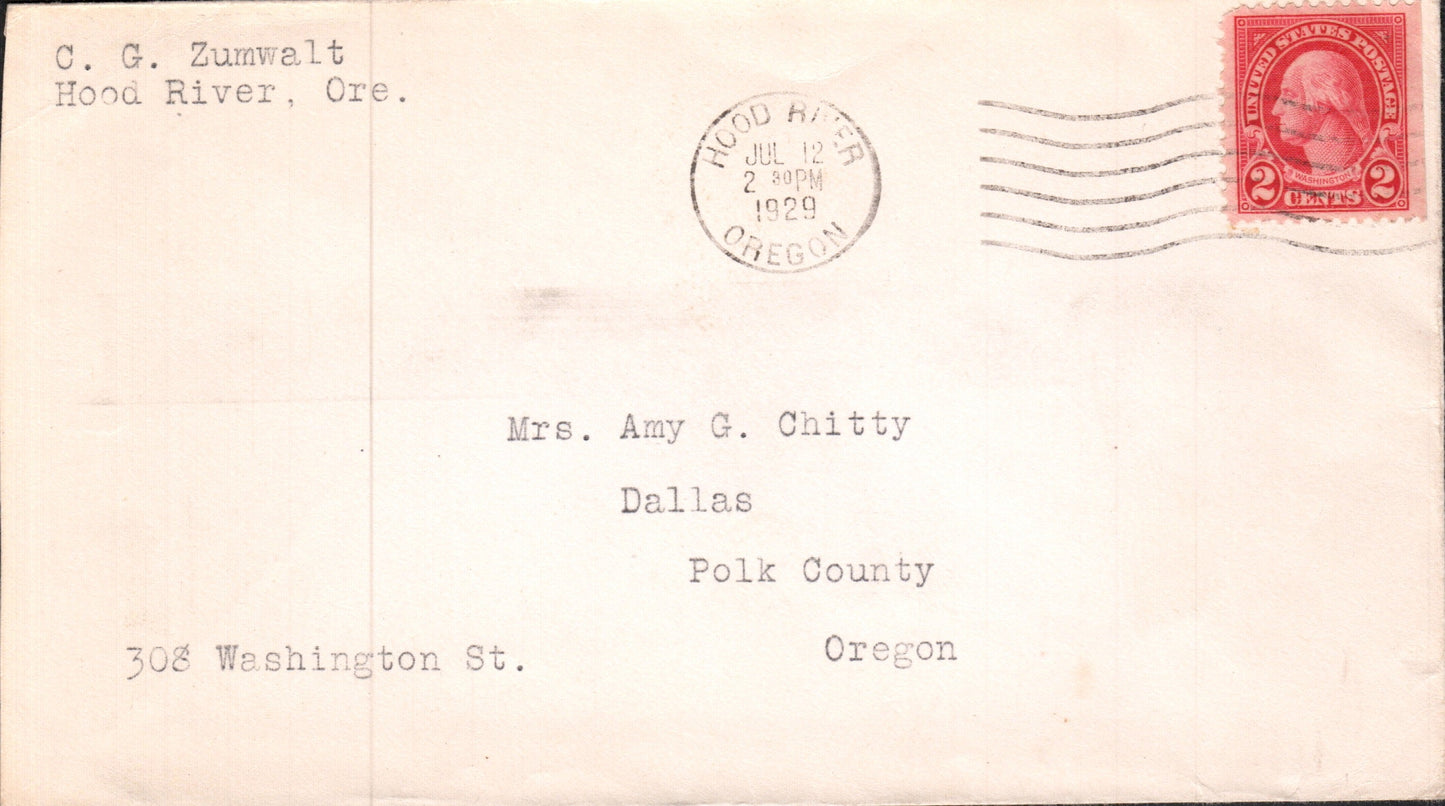 C. G. Zumwalt
Hood River, Ore.
HOOD RIVER
JUL 12
2 30PM
1929
OREGON
UNITED STATES POSTAGE
WASHINGTON
2 CENTS 2
Mrs. Amy G. Chitty
Dallas
Polk County
Oregon
308 Washington St.